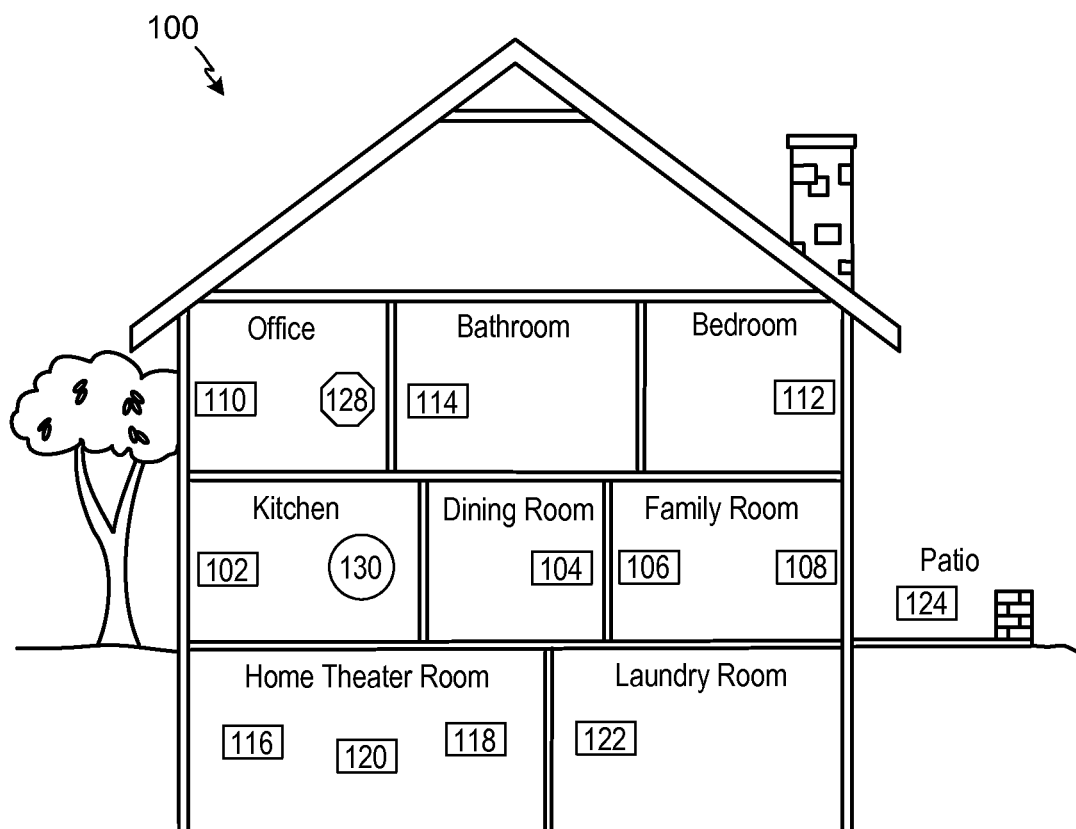 100
Office
Bathroom
Bedroom
110
128
114
112
Kitchen
Dining Room
Family Room
102
130
104
106
108
Patio
124
Home Theater Room
Laundry Room
116
120
118
122